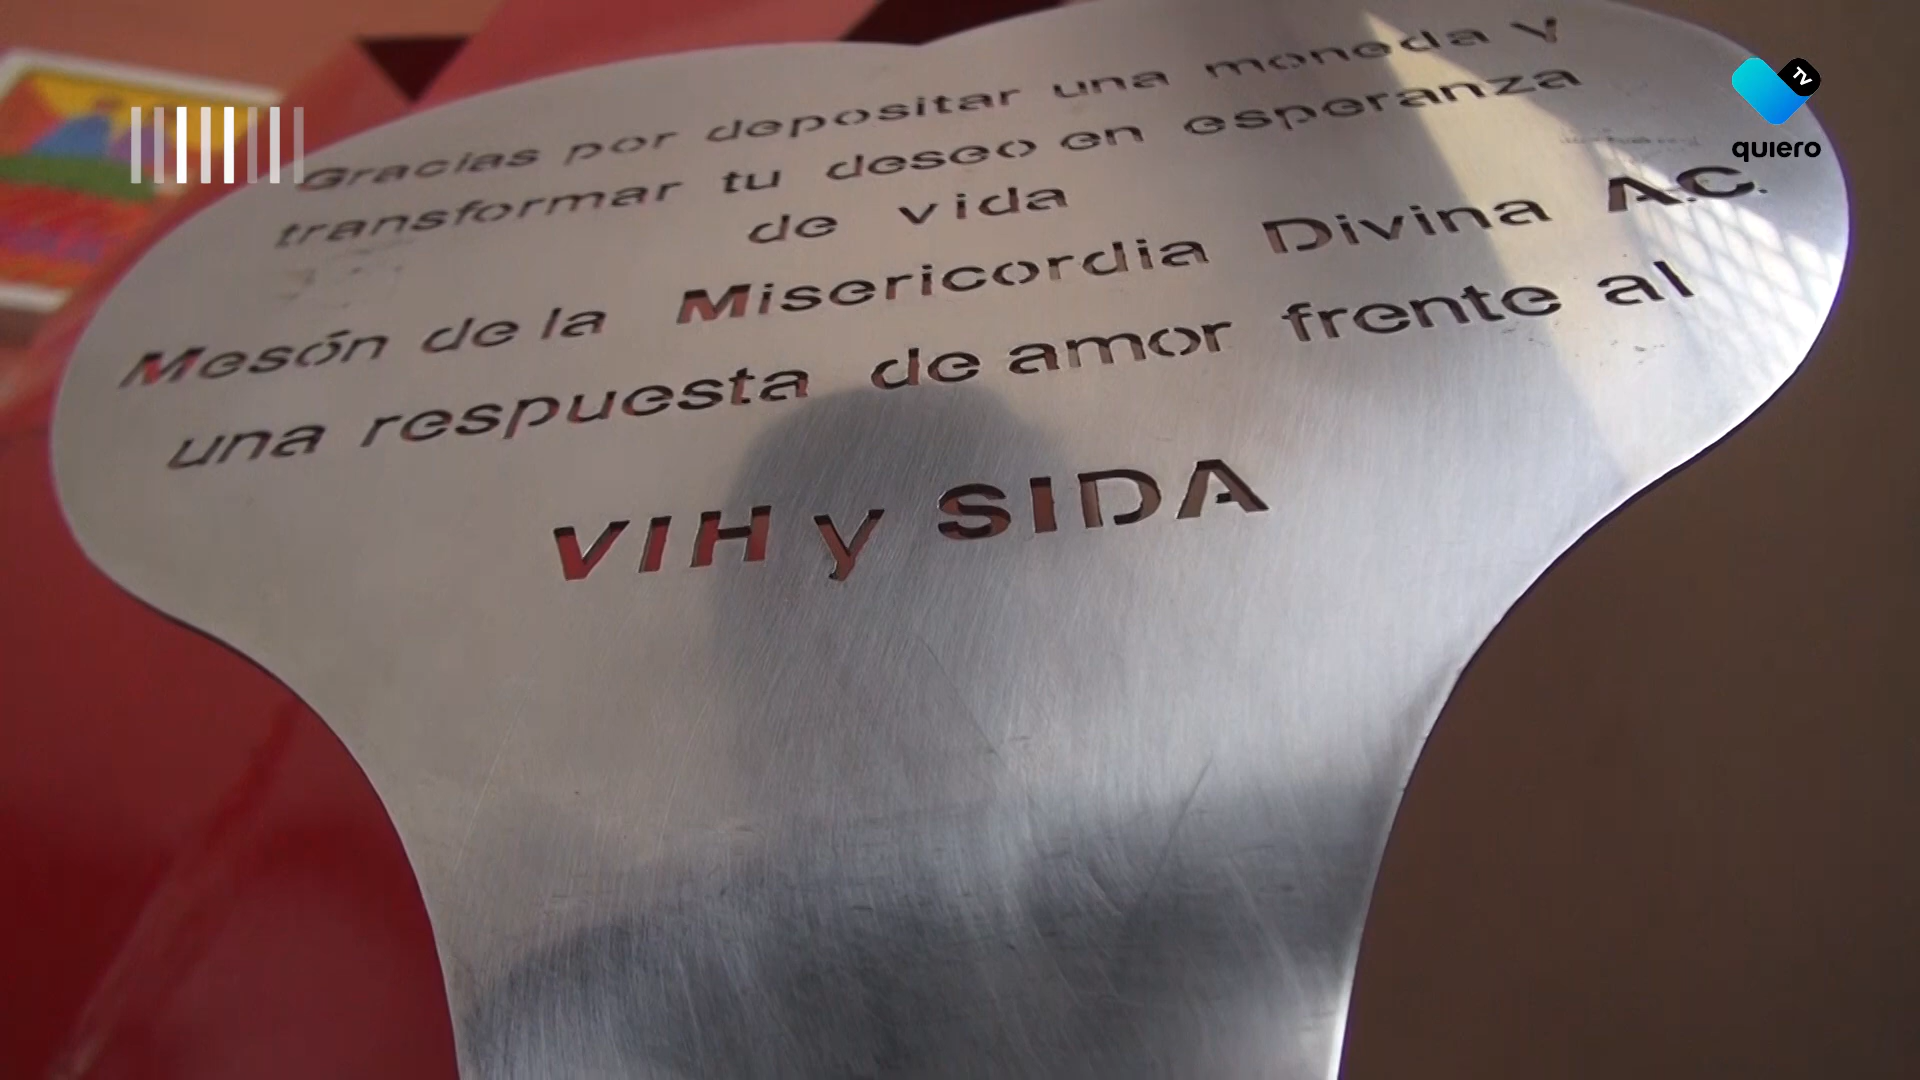 Gracias por depositar una moneda y
transformar tu deseo en esperanza
de vida
Mesón de la Misericordia Divina A.C.
una respuesta de amor frente al
VIH y SIDA
TV
quiero